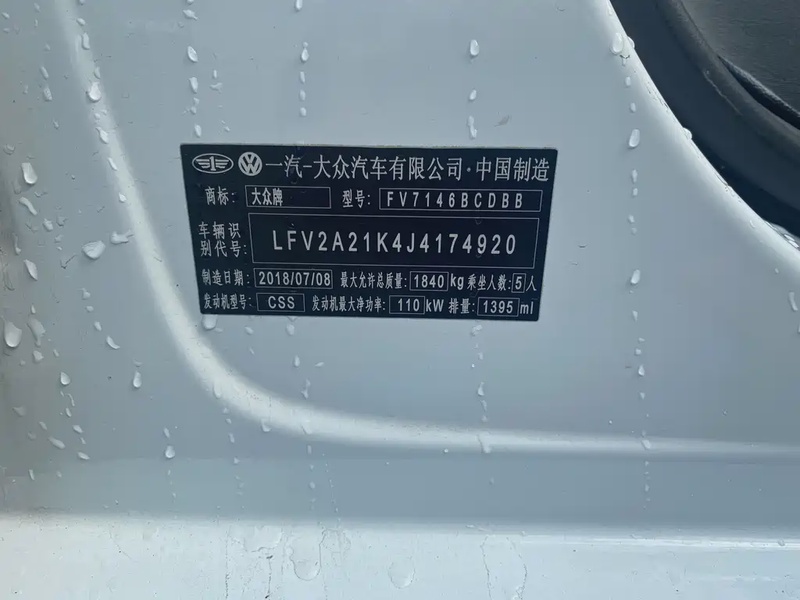 一汽-大众汽车有限公司·中国制造
商标: 大众牌 型号: FV7146BCDBB
车辆识别代号: LFV2A21K4J4174920
制造日期: 2018/07/08 最大允许总质量: 1840 kg 乘坐人数: 5 人
发动机型号: CSS 发动机最大净功率: 110 kW 排量: 1395 ml